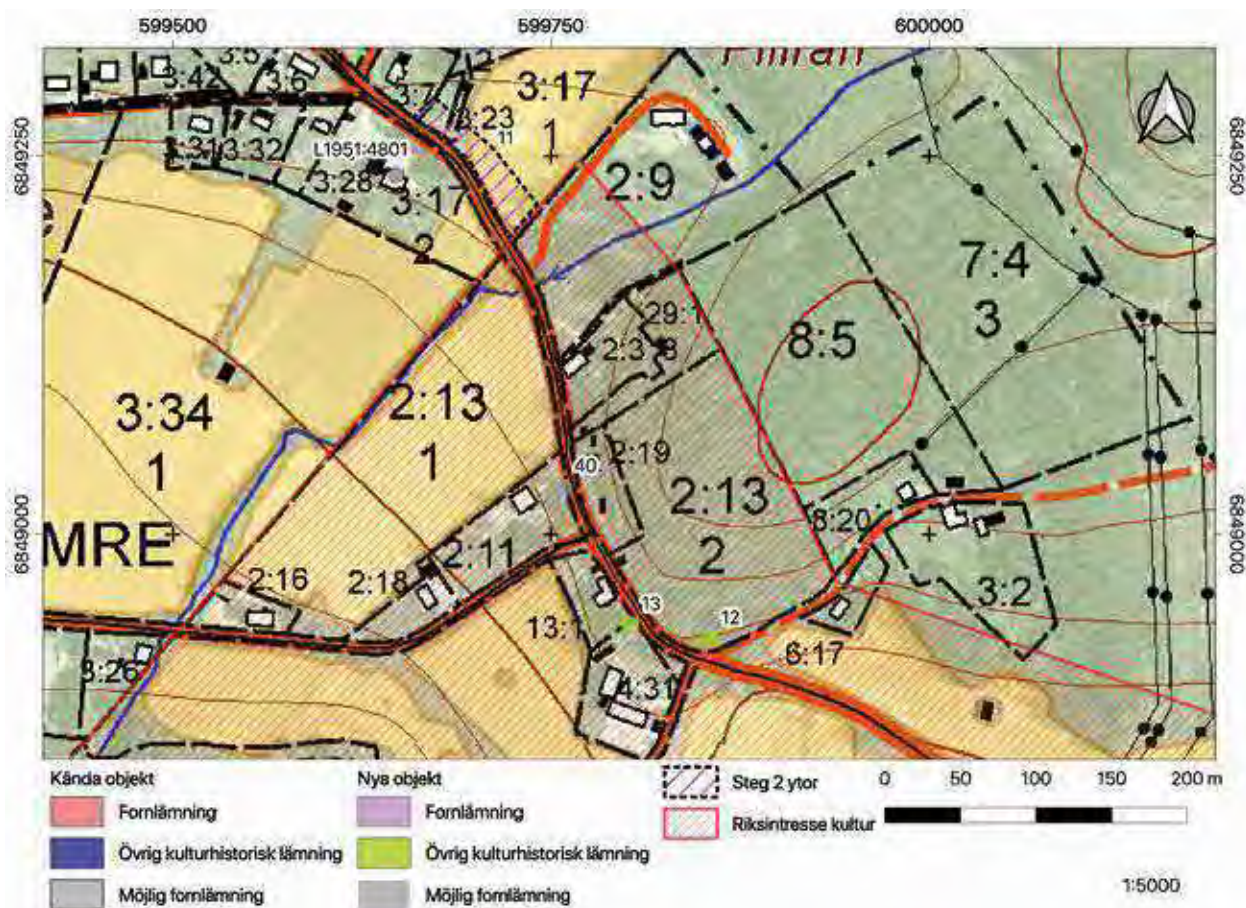 599500 599750 600000
3:5
3:42 3:6 3:7 2 3:17
3:23 11 1
3:31 3:32 L1951:4801
6849250 2:9 6849250
3:28 3:17
2
7:4
3
29:1
2:3 8:5
3:34 2:13
1 1
2:19
40
2:13
2
8:20
6849000 6849000
MRE
2:11
2:16 2:18 3:2
13:1 13 12
6:17
3:26 4:31
Kända objekt
Fornlämning
Övrig kulturhistorisk lämning
Möjlig fornlämning
Nya objekt
Fornlämning
Övrig kulturhistorisk lämning
Möjlig fornlämning
Steg 2 ytor
Riksintresse kultur
0 50 100 150 200 m
1:5000